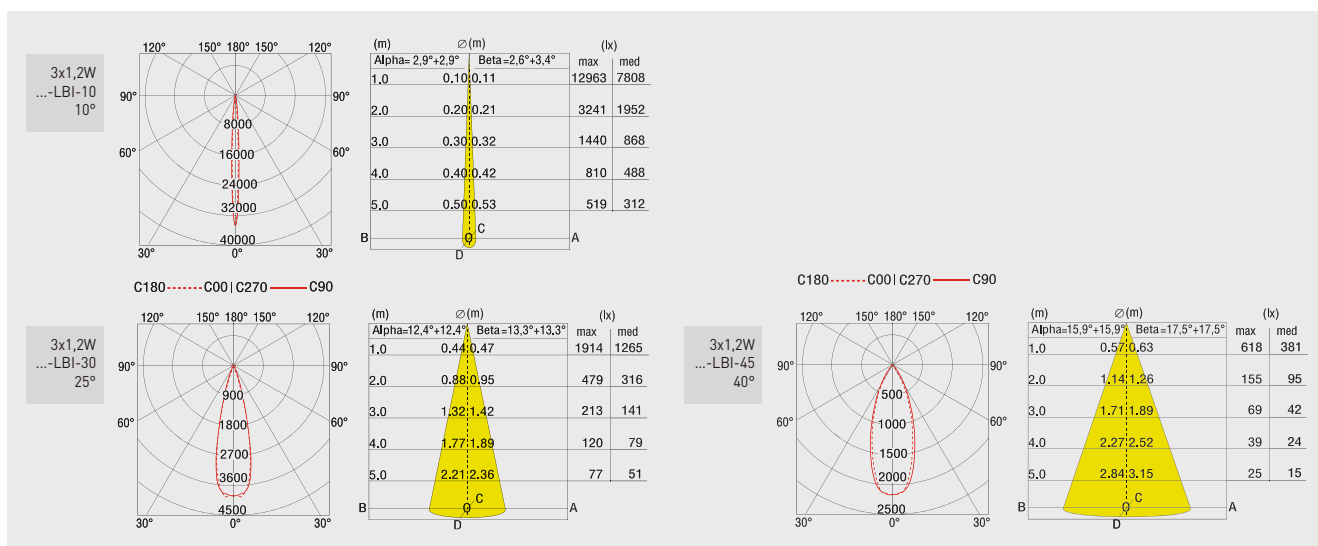 120° 150° 180° 150° 120°
3x1,2W
...-LBI-10
10°
90° 90°
60° 60°
8000
16000
24000
32000
40000
30° 0° 30°
(m) ∅(m) (lx)
Alpha= 2,9°+2,9° Beta=2,6°+3,4° max med
1.0 0.10 0.11 12963 7808
2.0 0.20 0.21 3241 1952
3.0 0.30 0.32 1440 868
4.0 0.40 0.42 810 488
5.0 0.50 0.53 519 312
C
B O A
D
C180 ------ C00 | C270 —— C90
120° 150° 180° 150° 120°
3x1,2W
...-LBI-30
25°
90° 90°
60° 60°
900
1800
2700
3600
4500
30° 0° 30°
(m) ∅(m) (lx)
Alpha=12,4°+12.4° Beta=13,3°+13.3° max med
1.0 0.44 0.47 1914 1265
2.0 0.88 0.95 479 316
3.0 1.32 1.42 213 141
4.0 1.77 1.89 120 79
5.0 2.21 2.36 77 51
C
B O A
D
C180 ------ C00 | C270 —— C90
120° 150° 180° 150° 120°
3x1,2W
...-LBI-45
40°
90° 90°
60° 60°
500
1000
1500
2000
2500
30° 0° 30°
(m) ∅(m) (lx)
Alpha=15,9°+15,9° Beta=17,5°+17,5° max med
1.0 0.57 0.63 618 381
2.0 1.14 1.26 155 95
3.0 1.71 1.89 69 42
4.0 2.27 2.52 39 24
5.0 2.84 3.15 25 15
C
B O A
D